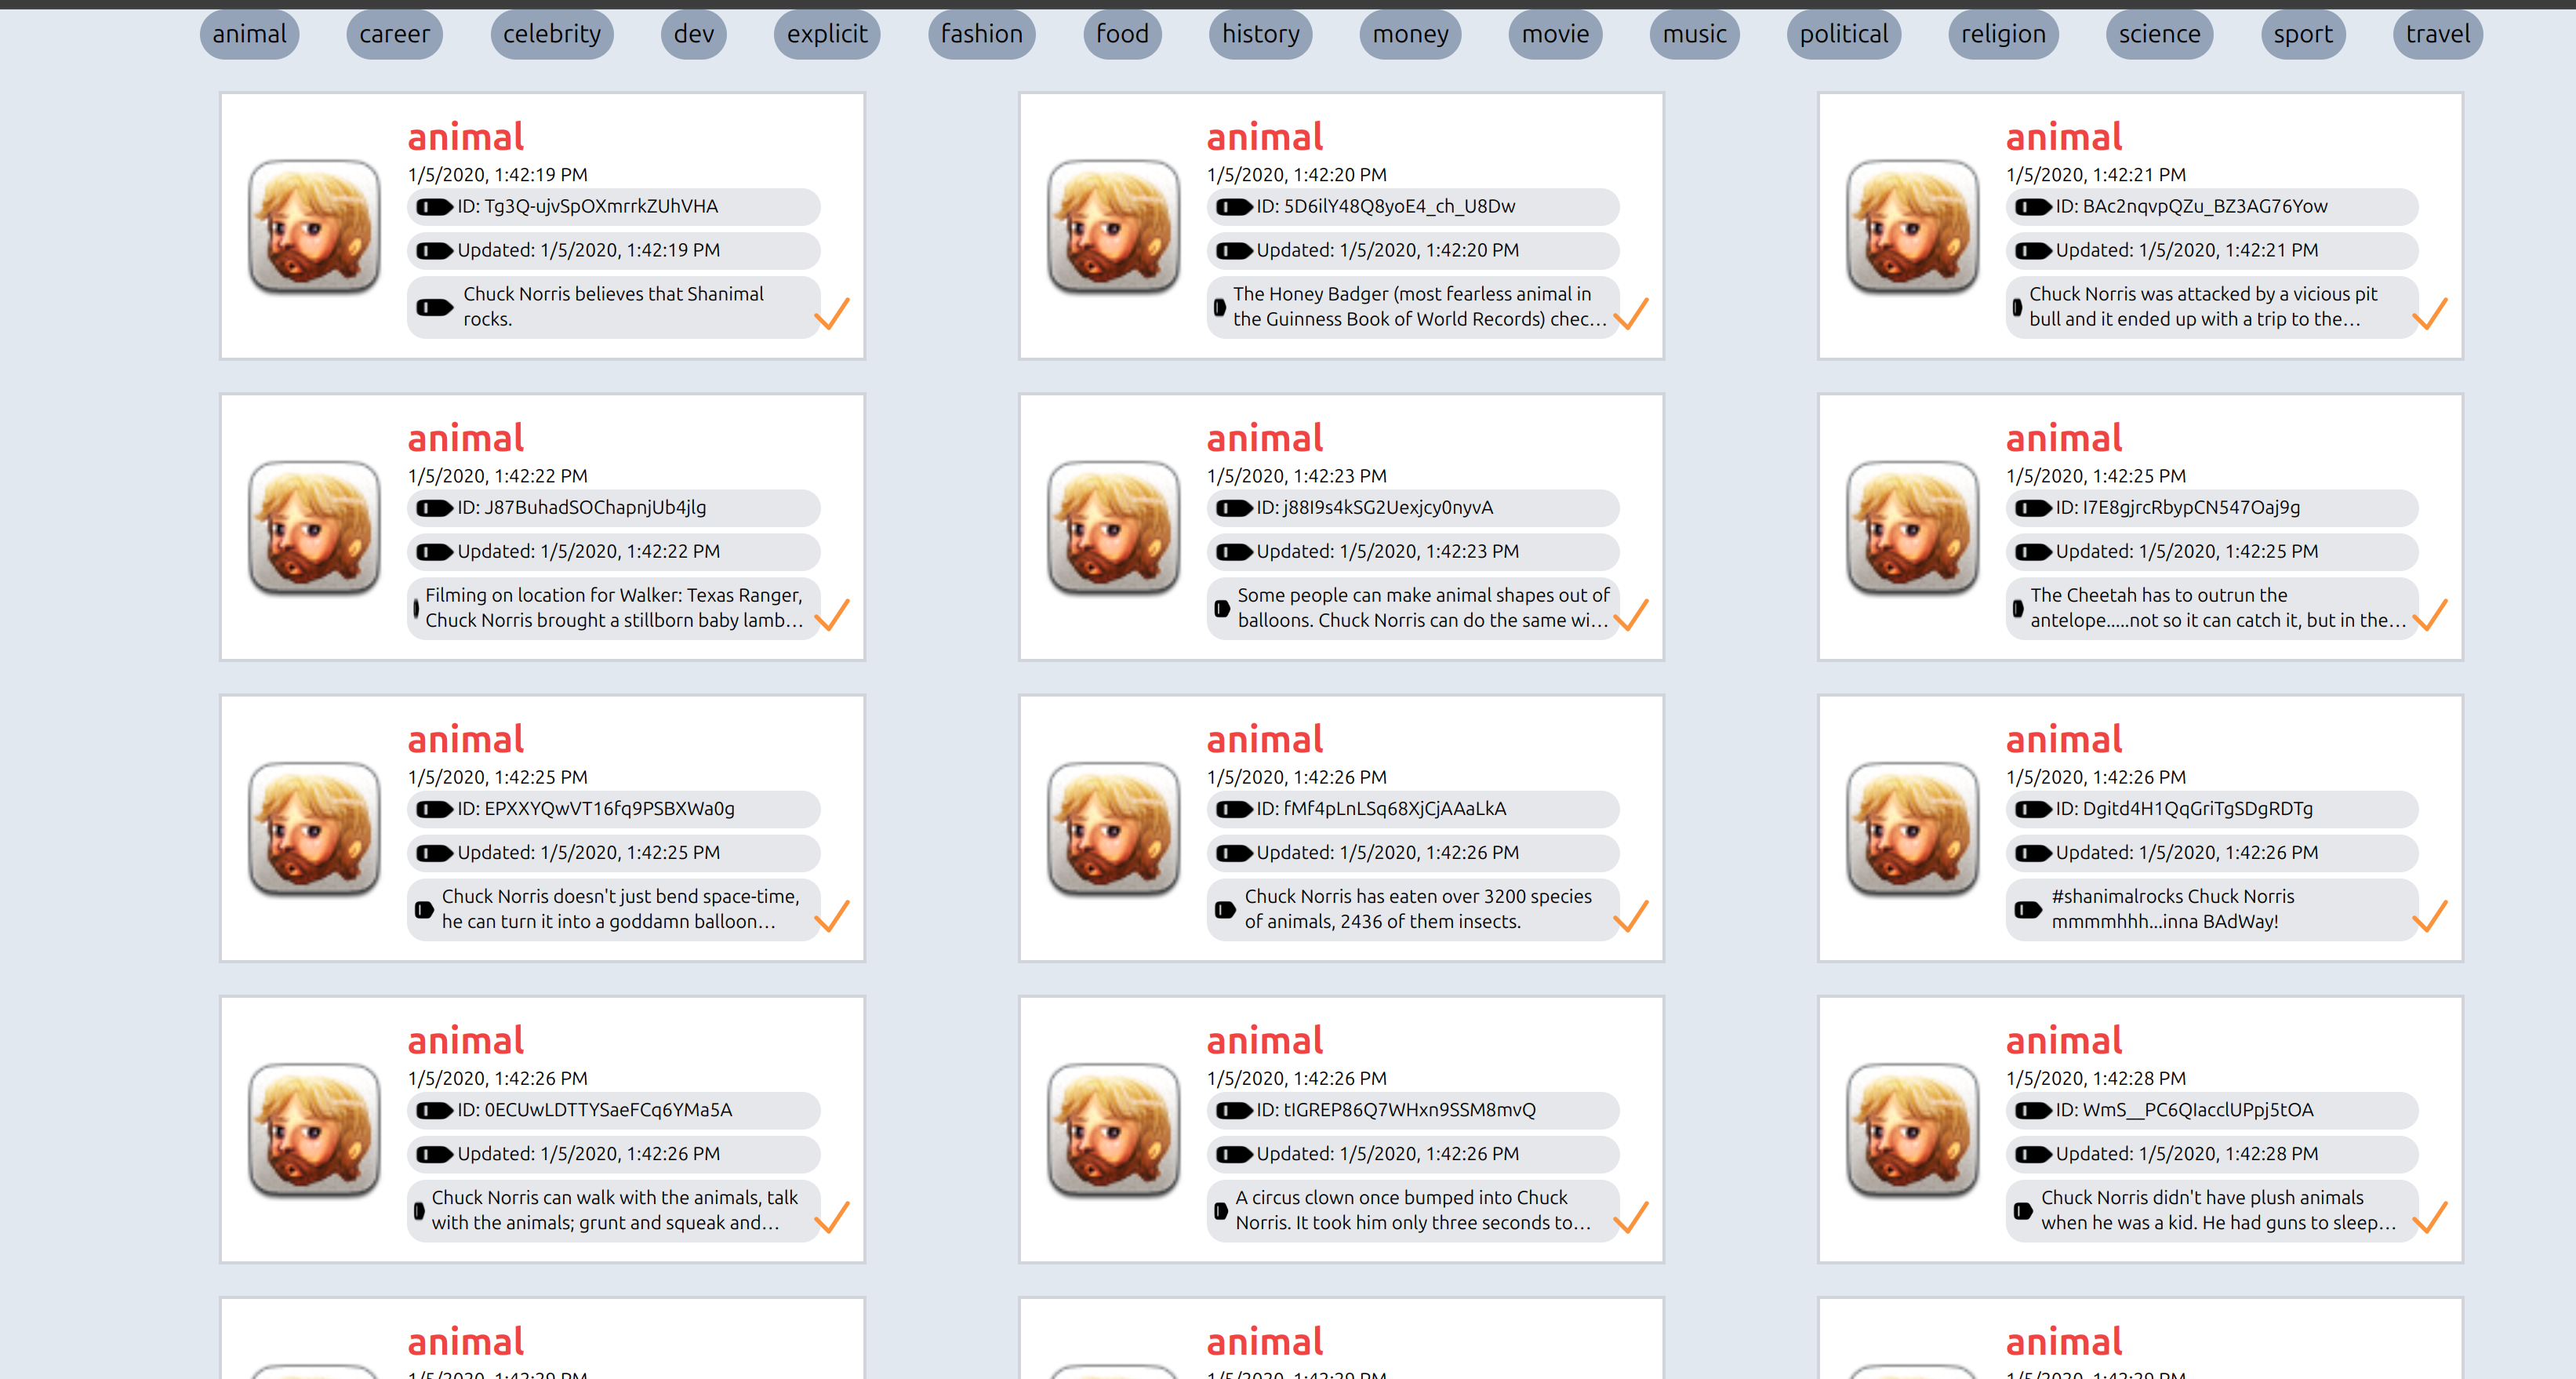 animal career celebrity dev explicit fashion food history money movie music political religion science sport travel
animal
1/5/2020, 1:42:19 PM
ID: Tg3Q-ujvSpOXmrrkZUhVHA
Updated: 1/5/2020, 1:42:19 PM
Chuck Norris believes that Shanimal
rocks.
animal
1/5/2020, 1:42:20 PM
ID: 5D6ilY48Q8yoE4_ch_U8Dw
Updated: 1/5/2020, 1:42:20 PM
The Honey Badger (most fearless animal in
the Guinness Book of World Records) chec…
animal
1/5/2020, 1:42:21 PM
ID: BAc2nqvpQZu_BZ3AG76Yow
Updated: 1/5/2020, 1:42:21 PM
Chuck Norris was attacked by a vicious pit
bull and it ended up with a trip to the…
animal
1/5/2020, 1:42:22 PM
ID: J87BuhadSOChapnjUb4jlg
Updated: 1/5/2020, 1:42:22 PM
Filming on location for Walker: Texas Ranger,
Chuck Norris brought a stillborn baby lamb…
animal
1/5/2020, 1:42:23 PM
ID: j88I9s4kSG2Uexjcy0nyvA
Updated: 1/5/2020, 1:42:23 PM
Some people can make animal shapes out of
balloons. Chuck Norris can do the same wi…
animal
1/5/2020, 1:42:25 PM
ID: I7E8gjrcRbypCN547Oaj9g
Updated: 1/5/2020, 1:42:25 PM
The Cheetah has to outrun the
antelope.....not so it can catch it, but in the…
animal
1/5/2020, 1:42:25 PM
ID: EPXXYQwVT16fq9PSBXWa0g
Updated: 1/5/2020, 1:42:25 PM
Chuck Norris doesn't just bend space-time,
he can turn it into a goddamn balloon…
animal
1/5/2020, 1:42:26 PM
ID: fMf4pLnLSq68XjCjAAaLkA
Updated: 1/5/2020, 1:42:26 PM
Chuck Norris has eaten over 3200 species
of animals, 2436 of them insects.
animal
1/5/2020, 1:42:26 PM
ID: Dgitd4H1QqGriTgSDgRDTg
Updated: 1/5/2020, 1:42:26 PM
#shanimalrocks Chuck Norris
mmmmhhh...inna BAdWay!
animal
1/5/2020, 1:42:26 PM
ID: 0ECUwLDTTYSaeFCq6YMa5A
Updated: 1/5/2020, 1:42:26 PM
Chuck Norris can walk with the animals, talk
with the animals; grunt and squeak and…
animal
1/5/2020, 1:42:26 PM
ID: tIGREP86Q7WHxn9SSM8mvQ
Updated: 1/5/2020, 1:42:26 PM
A circus clown once bumped into Chuck
Norris. It took him only three seconds to…
animal
1/5/2020, 1:42:28 PM
ID: WmS__PC6QIacclUPpj5tOA
Updated: 1/5/2020, 1:42:28 PM
Chuck Norris didn't have plush animals
when he was a kid. He had guns to sleep…
animal
animal
animal